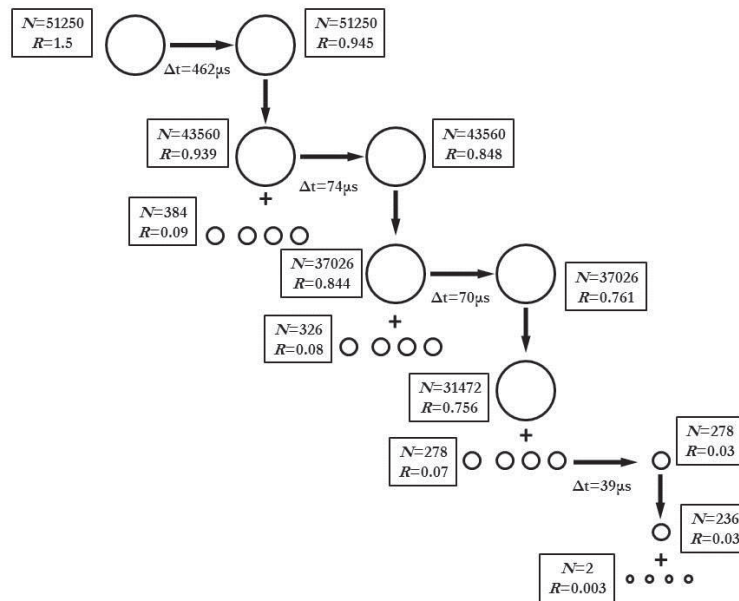 N=51250
R=1.5
Δt=462μs
N=51250
R=0.945
N=43560
R=0.939
Δt=74μs
N=43560
R=0.848
+
N=384
R=0.09
N=37026
R=0.844
Δt=70μs
N=37026
R=0.761
+
N=326
R=0.08
N=31472
R=0.756
+
N=278
R=0.07
Δt=39μs
N=278
R=0.03
N=236
R=0.03
+
N=2
R=0.003